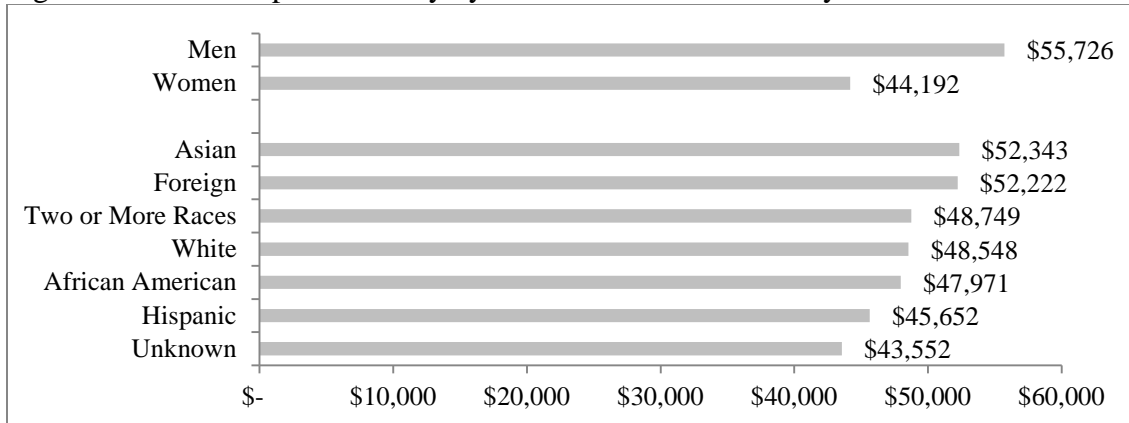 Men $55,726
Women $44,192
Asian $52,343
Foreign $52,222
Two or More Races $48,749
White $48,548
African American $47,971
Hispanic $45,652
Unknown $43,552
$- $10,000 $20,000 $30,000 $40,000 $50,000 $60,000